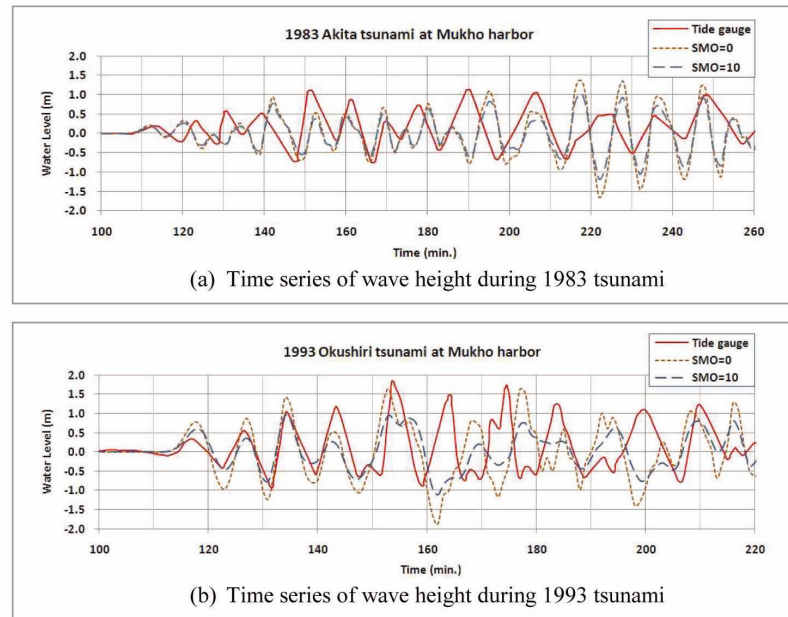 1983 Akita tsunami at Mukho harbor
Tide gauge
SMO=0
SMO=10
Water Level (m)
2.0
1.5
1.0
0.5
0.0
-0.5
-1.0
-1.5
-2.0
100 120 140 160 180 200 220 240 260
Time (min.)
(a) Time series of wave height during 1983 tsunami
1993 Okushiri tsunami at Mukho harbor
Tide gauge
SMO=0
SMO=10
Water Level (m)
2.0
1.5
1.0
0.5
0.0
-0.5
-1.0
-1.5
-2.0
100 120 140 160 180 200 220
Time (min.)
(b) Time series of wave height during 1993 tsunami